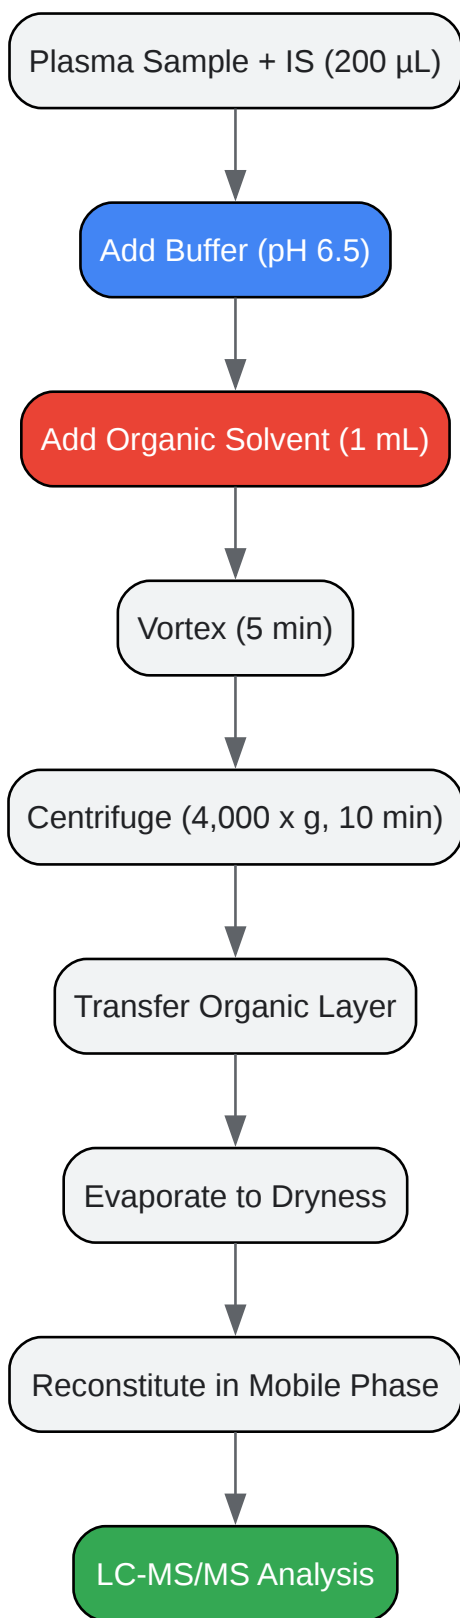 Plasma Sample + IS (200 µL)
Add Buffer (pH 6.5)
Add Organic Solvent (1 mL)
Vortex (5 min)
Centrifuge (4,000 x g, 10 min)
Transfer Organic Layer
Evaporate to Dryness
Reconstitute in Mobile Phase
LC-MS/MS Analysis